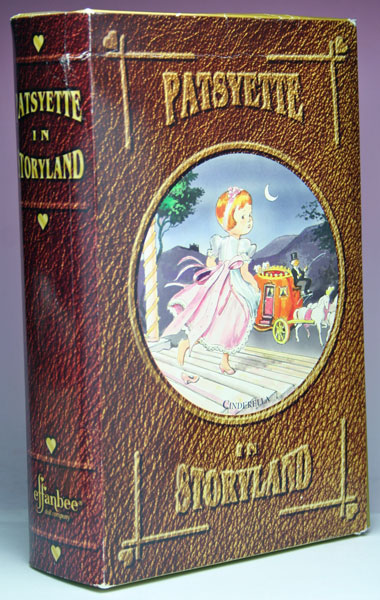 PATSYETTE
IN
STORYLAND
effanbee®
doll company
PATSYETTE
CINDERELLA
IN
STORYLAND